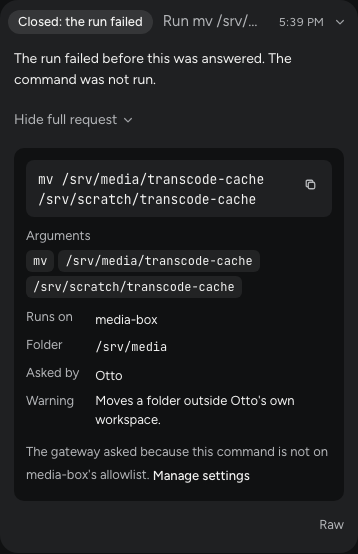 Closed: the run failed Run mv /srv/... 5:39 PM
The run failed before this was answered. The
command was not run.
Hide full request
mv /srv/media/transcode-cache
/srv/scratch/transcode-cache
Arguments
mv /srv/media/transcode-cache
/srv/scratch/transcode-cache
Runs on media-box
Folder /srv/media
Asked by Otto
Warning Moves a folder outside Otto's own
workspace.
The gateway asked because this command is not on
media-box's allowlist. Manage settings
Raw